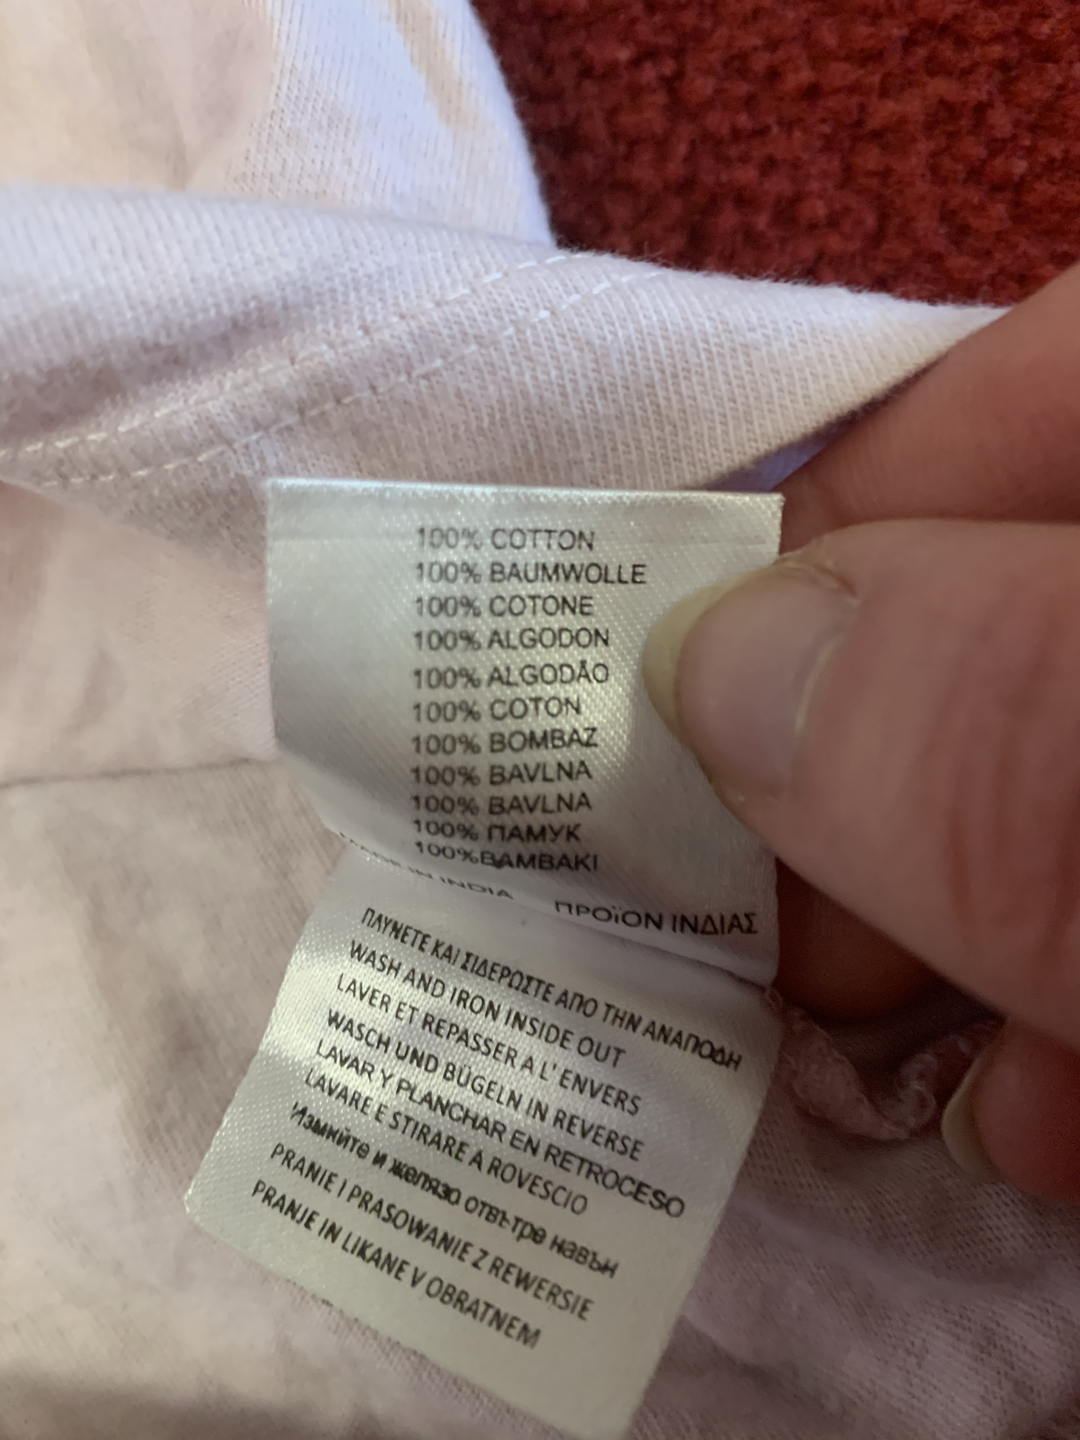 100% COTTON
100% BAUMWOLLE
100% COTONE
100% ALGODON
100% ALGODÃO
100% COTON
100% BOMBAZ
100% BAVLNA
100% BAVLNA
100% ПАМУК
100%BAMBAKI
IN INDIA ΠΡΟÏΟΝ ΙΝΔΙΑΣ
ΠΛΥΝΕΤΕ ΚΑΙ ΣΙΔΕΡΩΣΤΕ ΑΠΟ ΤΗΝ ΑΝΑΠΟΔΗ
WASH AND IRON INSIDE OUT
LAVER ET REPASSER A L' ENVERS
WASCH UND BÜGELN IN REVERSE
LAVAR Y PLANCHAR EN RETROCESO
LAVARE E STIRARE A ROVESCIO
Измийте и желязо отвътре навън
PRANIE I PRASOWANIE Z REWERSIE
PRANJE IN LIKANE V OBRATNEM